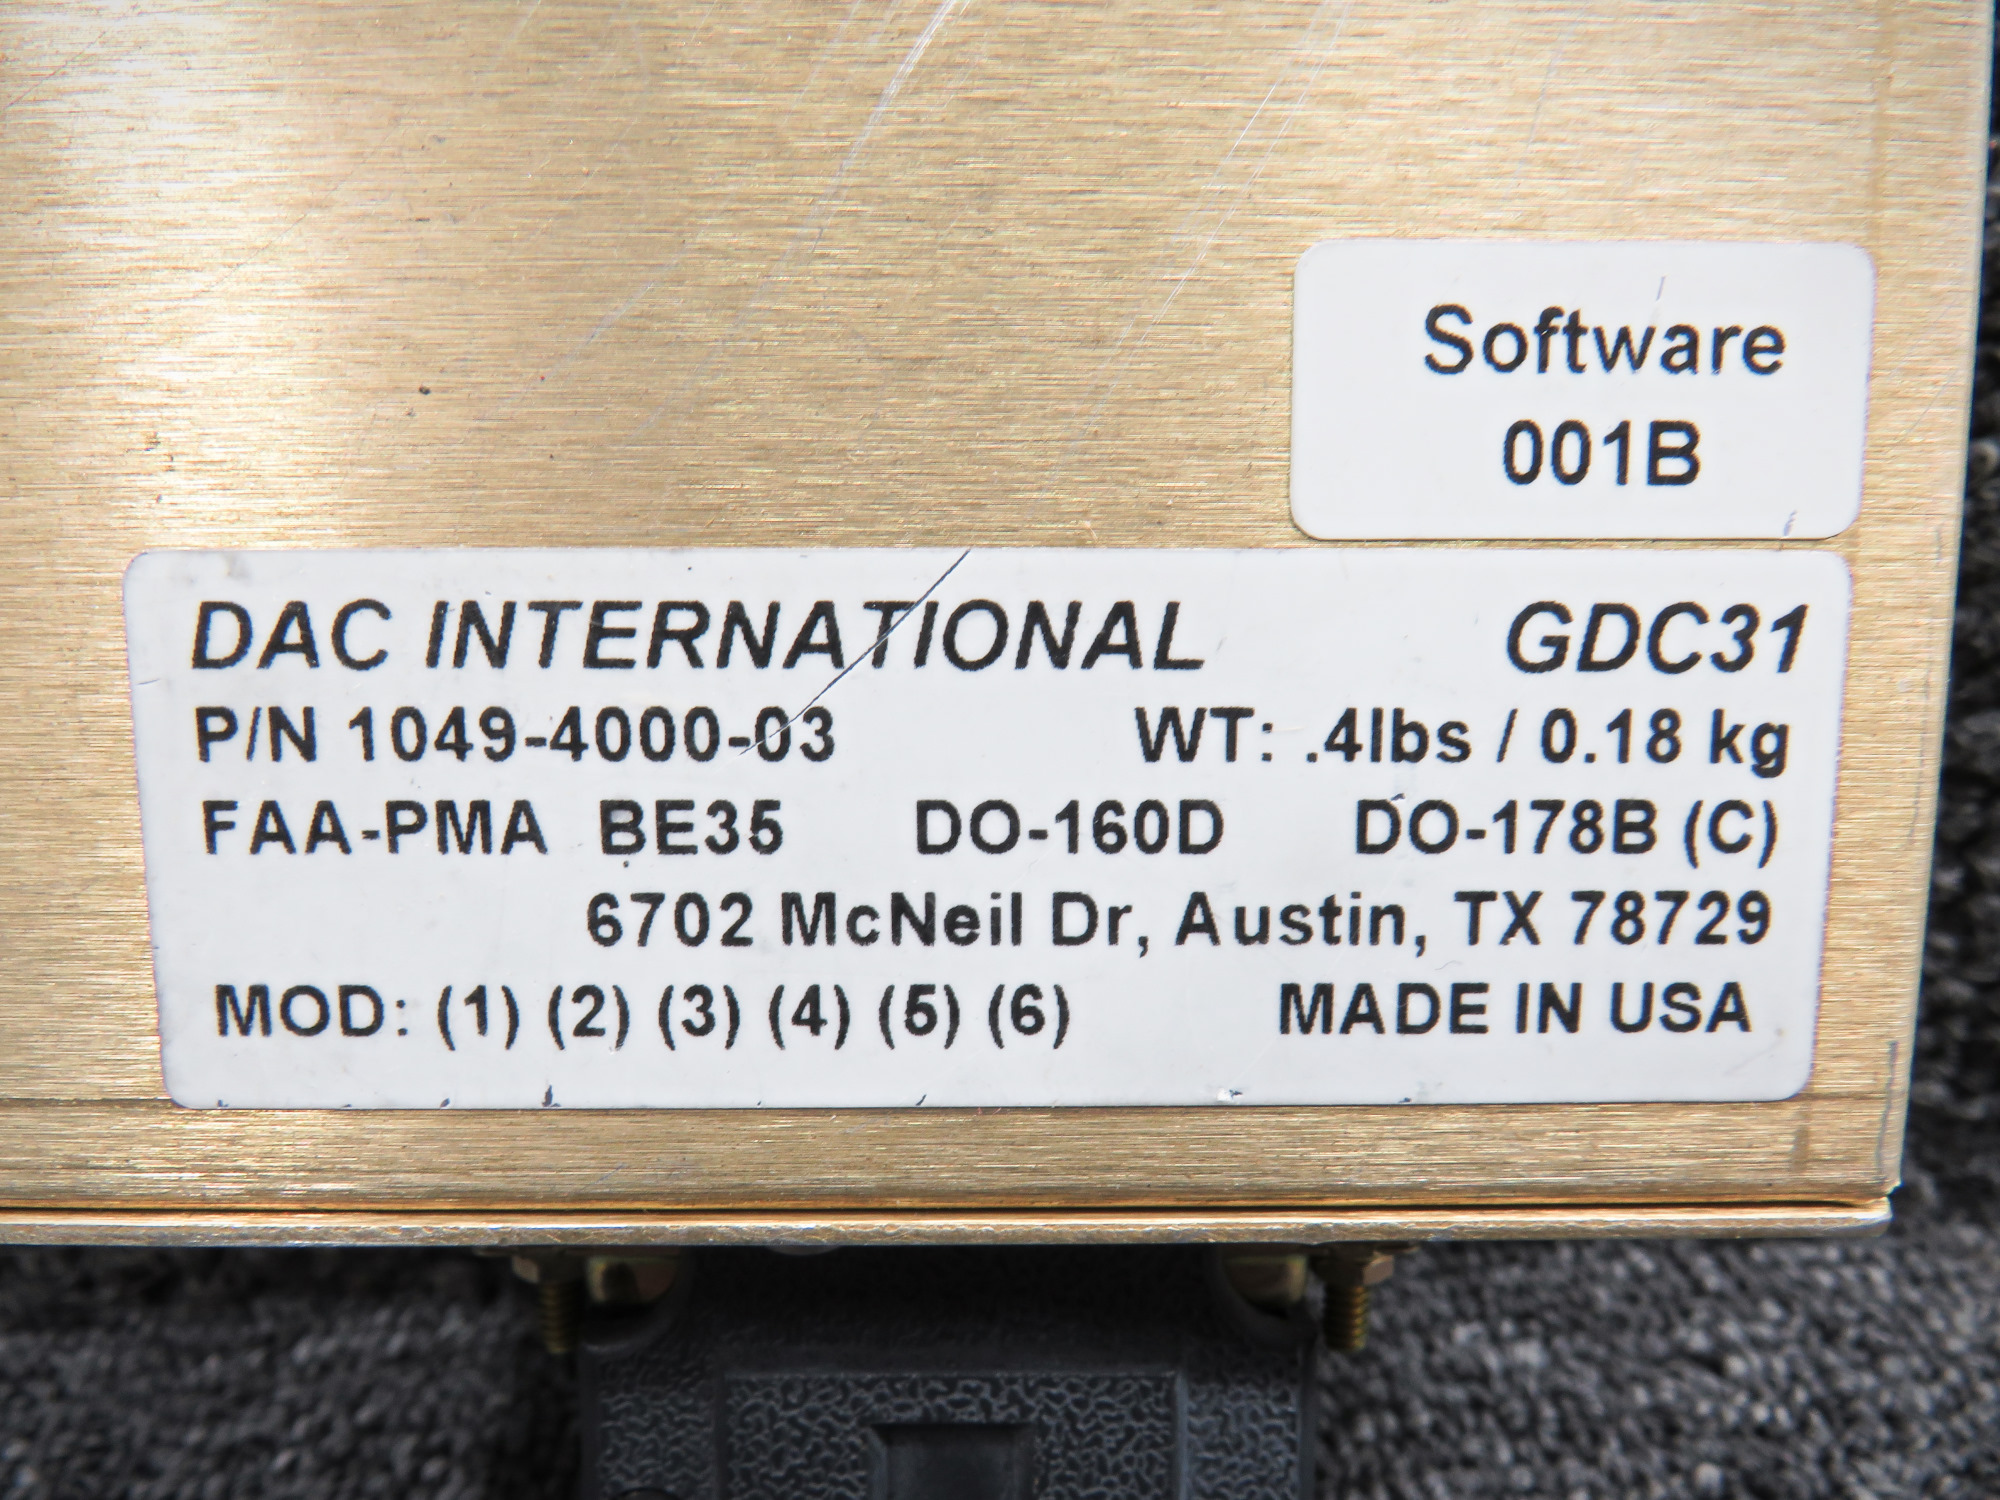 Software
001B
DAC INTERNATIONAL GDC31
P/N 1049-4000-03 WT: .4lbs / 0.18 kg
FAA-PMA BE35 DO-160D DO-178B (C)
6702 McNeil Dr, Austin, TX 78729
MOD: (1) (2) (3) (4) (5) (6) MADE IN USA